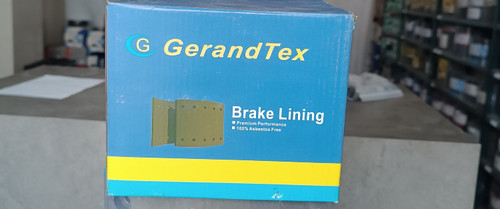 G GerandTex
Brake Lining
Premium Performance
100% Asbestos Free